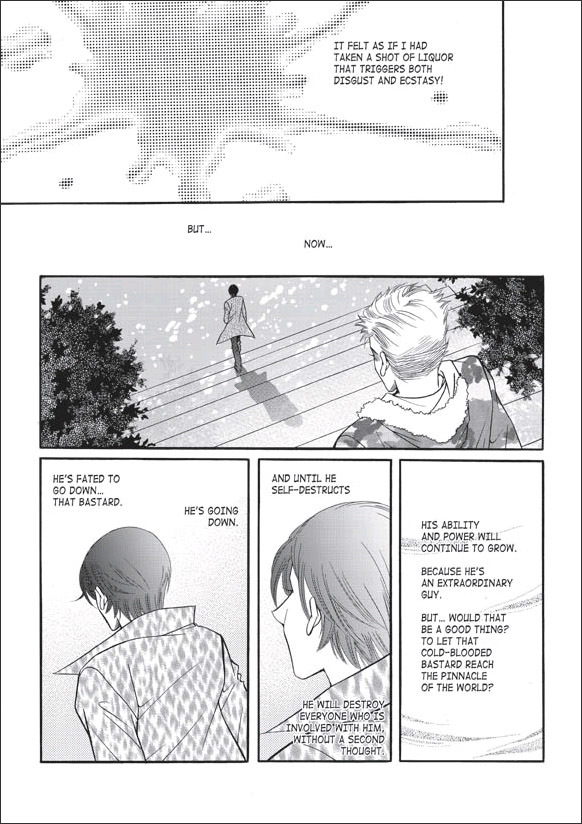 IT FELT AS IF I HAD
TAKEN A SHOT OF LIQUOR
THAT TRIGGERS BOTH
DISGUST AND ECSTASY!
BUT...
NOW...
HE'S FATED TO
GO DOWN...
THAT BASTARD.
HE'S GOING
DOWN.
AND UNTIL HE
SELF-DESTRUCTS
HE WILL DESTROY
EVERYONE WHO IS
INVOLVED WITH HIM,
WITHOUT A SECOND
THOUGHT.
HIS ABILITY
AND POWER WILL
CONTINUE TO GROW.
BECAUSE HE'S
AN EXTRAORDINARY
GUY.
BUT... WOULD THAT
BE A GOOD THING?
TO LET THAT
COLD-BLOODED
BASTARD REACH
THE PINNACLE
OF THE WORLD?